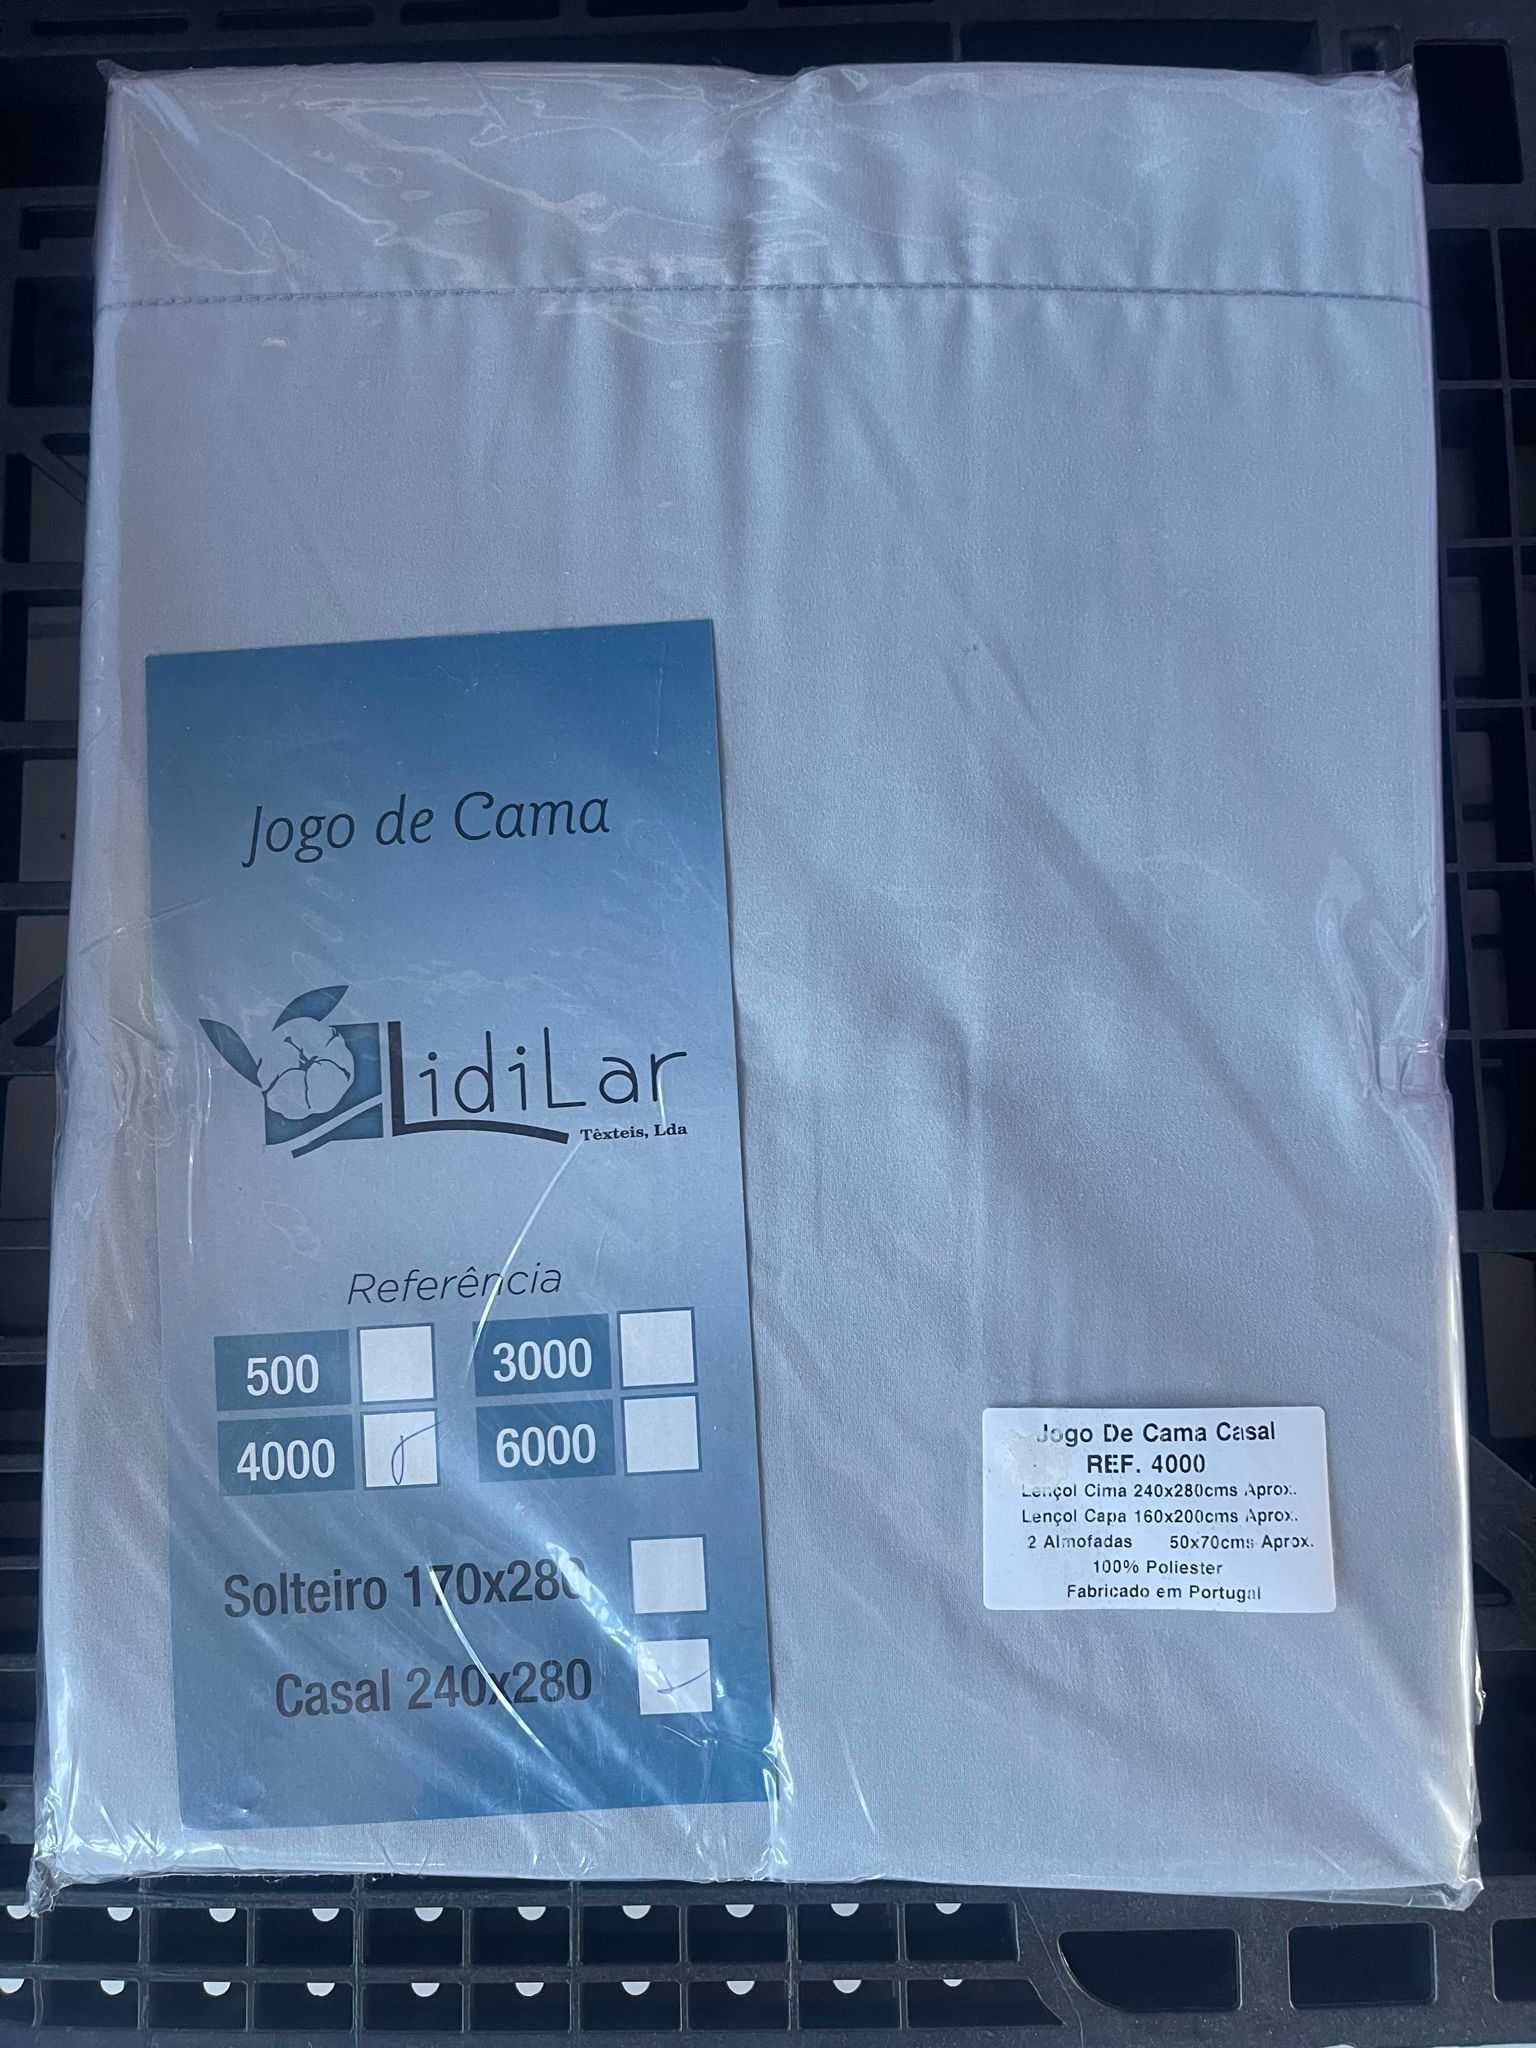 Jogo de Cama
LidiLar
Têxteis, Lda
Referência
500
3000
4000
6000
Solteiro 170x280
Casal 240x280
Jogo De Cama Casal
REF. 4000
Lençol Cima 240x280cms Aprox.
Lençol Capa 160x200cms Aprox.
2 Almofadas 50x70cms Aprox.
100% Poliester
Fabricado em Portugal